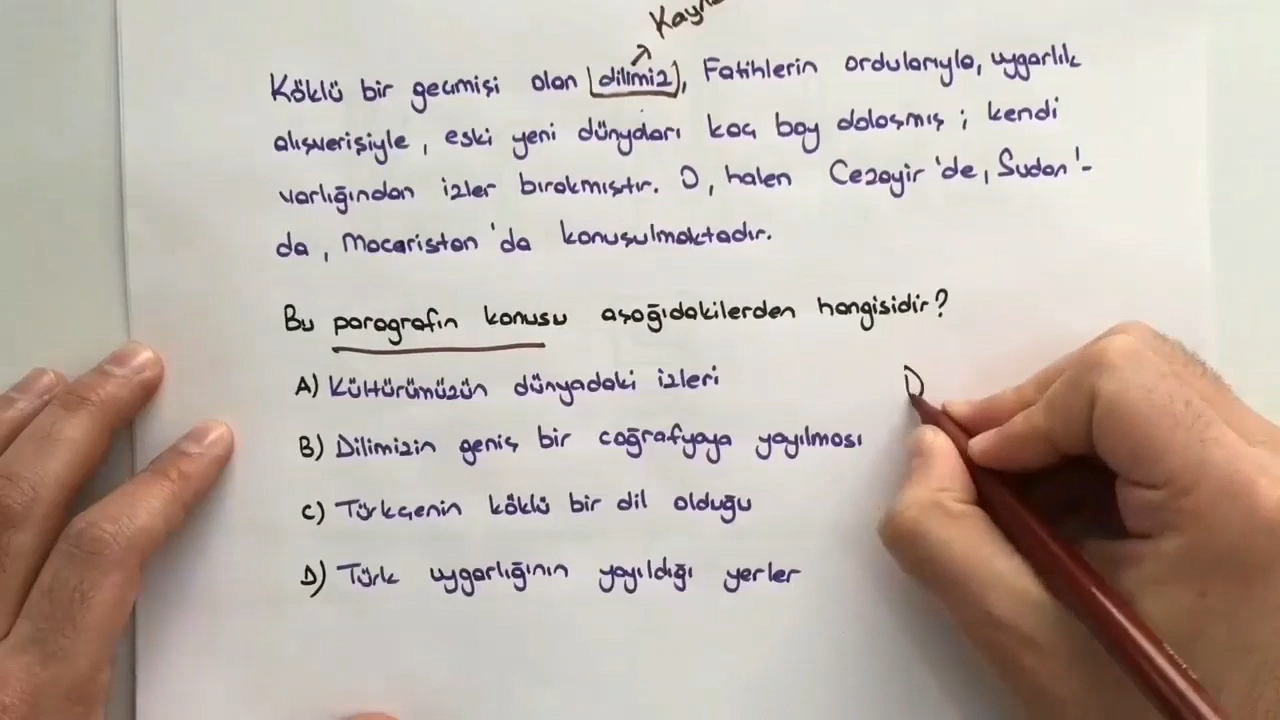 Köklü bir geçmişi olan dilimiz, Fatihlerin ordularıyla, uygarlık
alışverişiyle, eski yeni dünyaları kaç boy dolaşmış; kendi
varlığından izler bırakmıştır. O, halen Cezayir'de, Sudan'-
da, Macaristan'da konuşulmaktadır.
Bu paragrafın konusu aşağıdakilerden hangisidir?
A) Kültürümüzün dünyadaki izleri
B) Dilimizin geniş bir coğrafyaya yayılması
C) Türkçenin köklü bir dil olduğu
D) Türk uygarlığının yayıldığı yerler
D